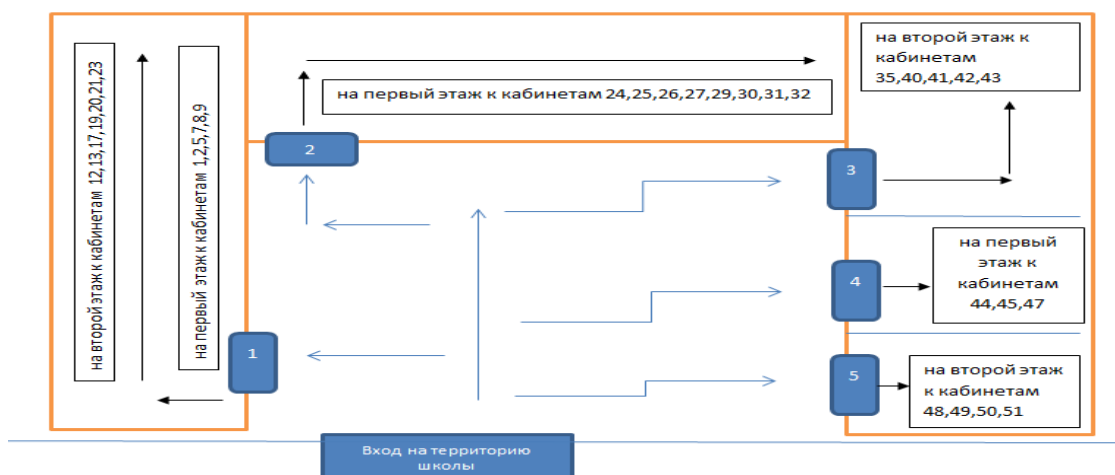 на второй этаж к кабинетам 12,13,17,19,20,21,23
на первый этаж к кабинетам 1,2,5,7,8,9
1
2
на первый этаж к кабинетам 24,25,26,27,29,30,31,32
на второй этаж к
кабинетам
35,40,41,42,43
3
на первый
этаж к
кабинетам
44,45,47
4
на второй этаж
к кабинетам
48,49,50,51
5
Вход на территорию
школы